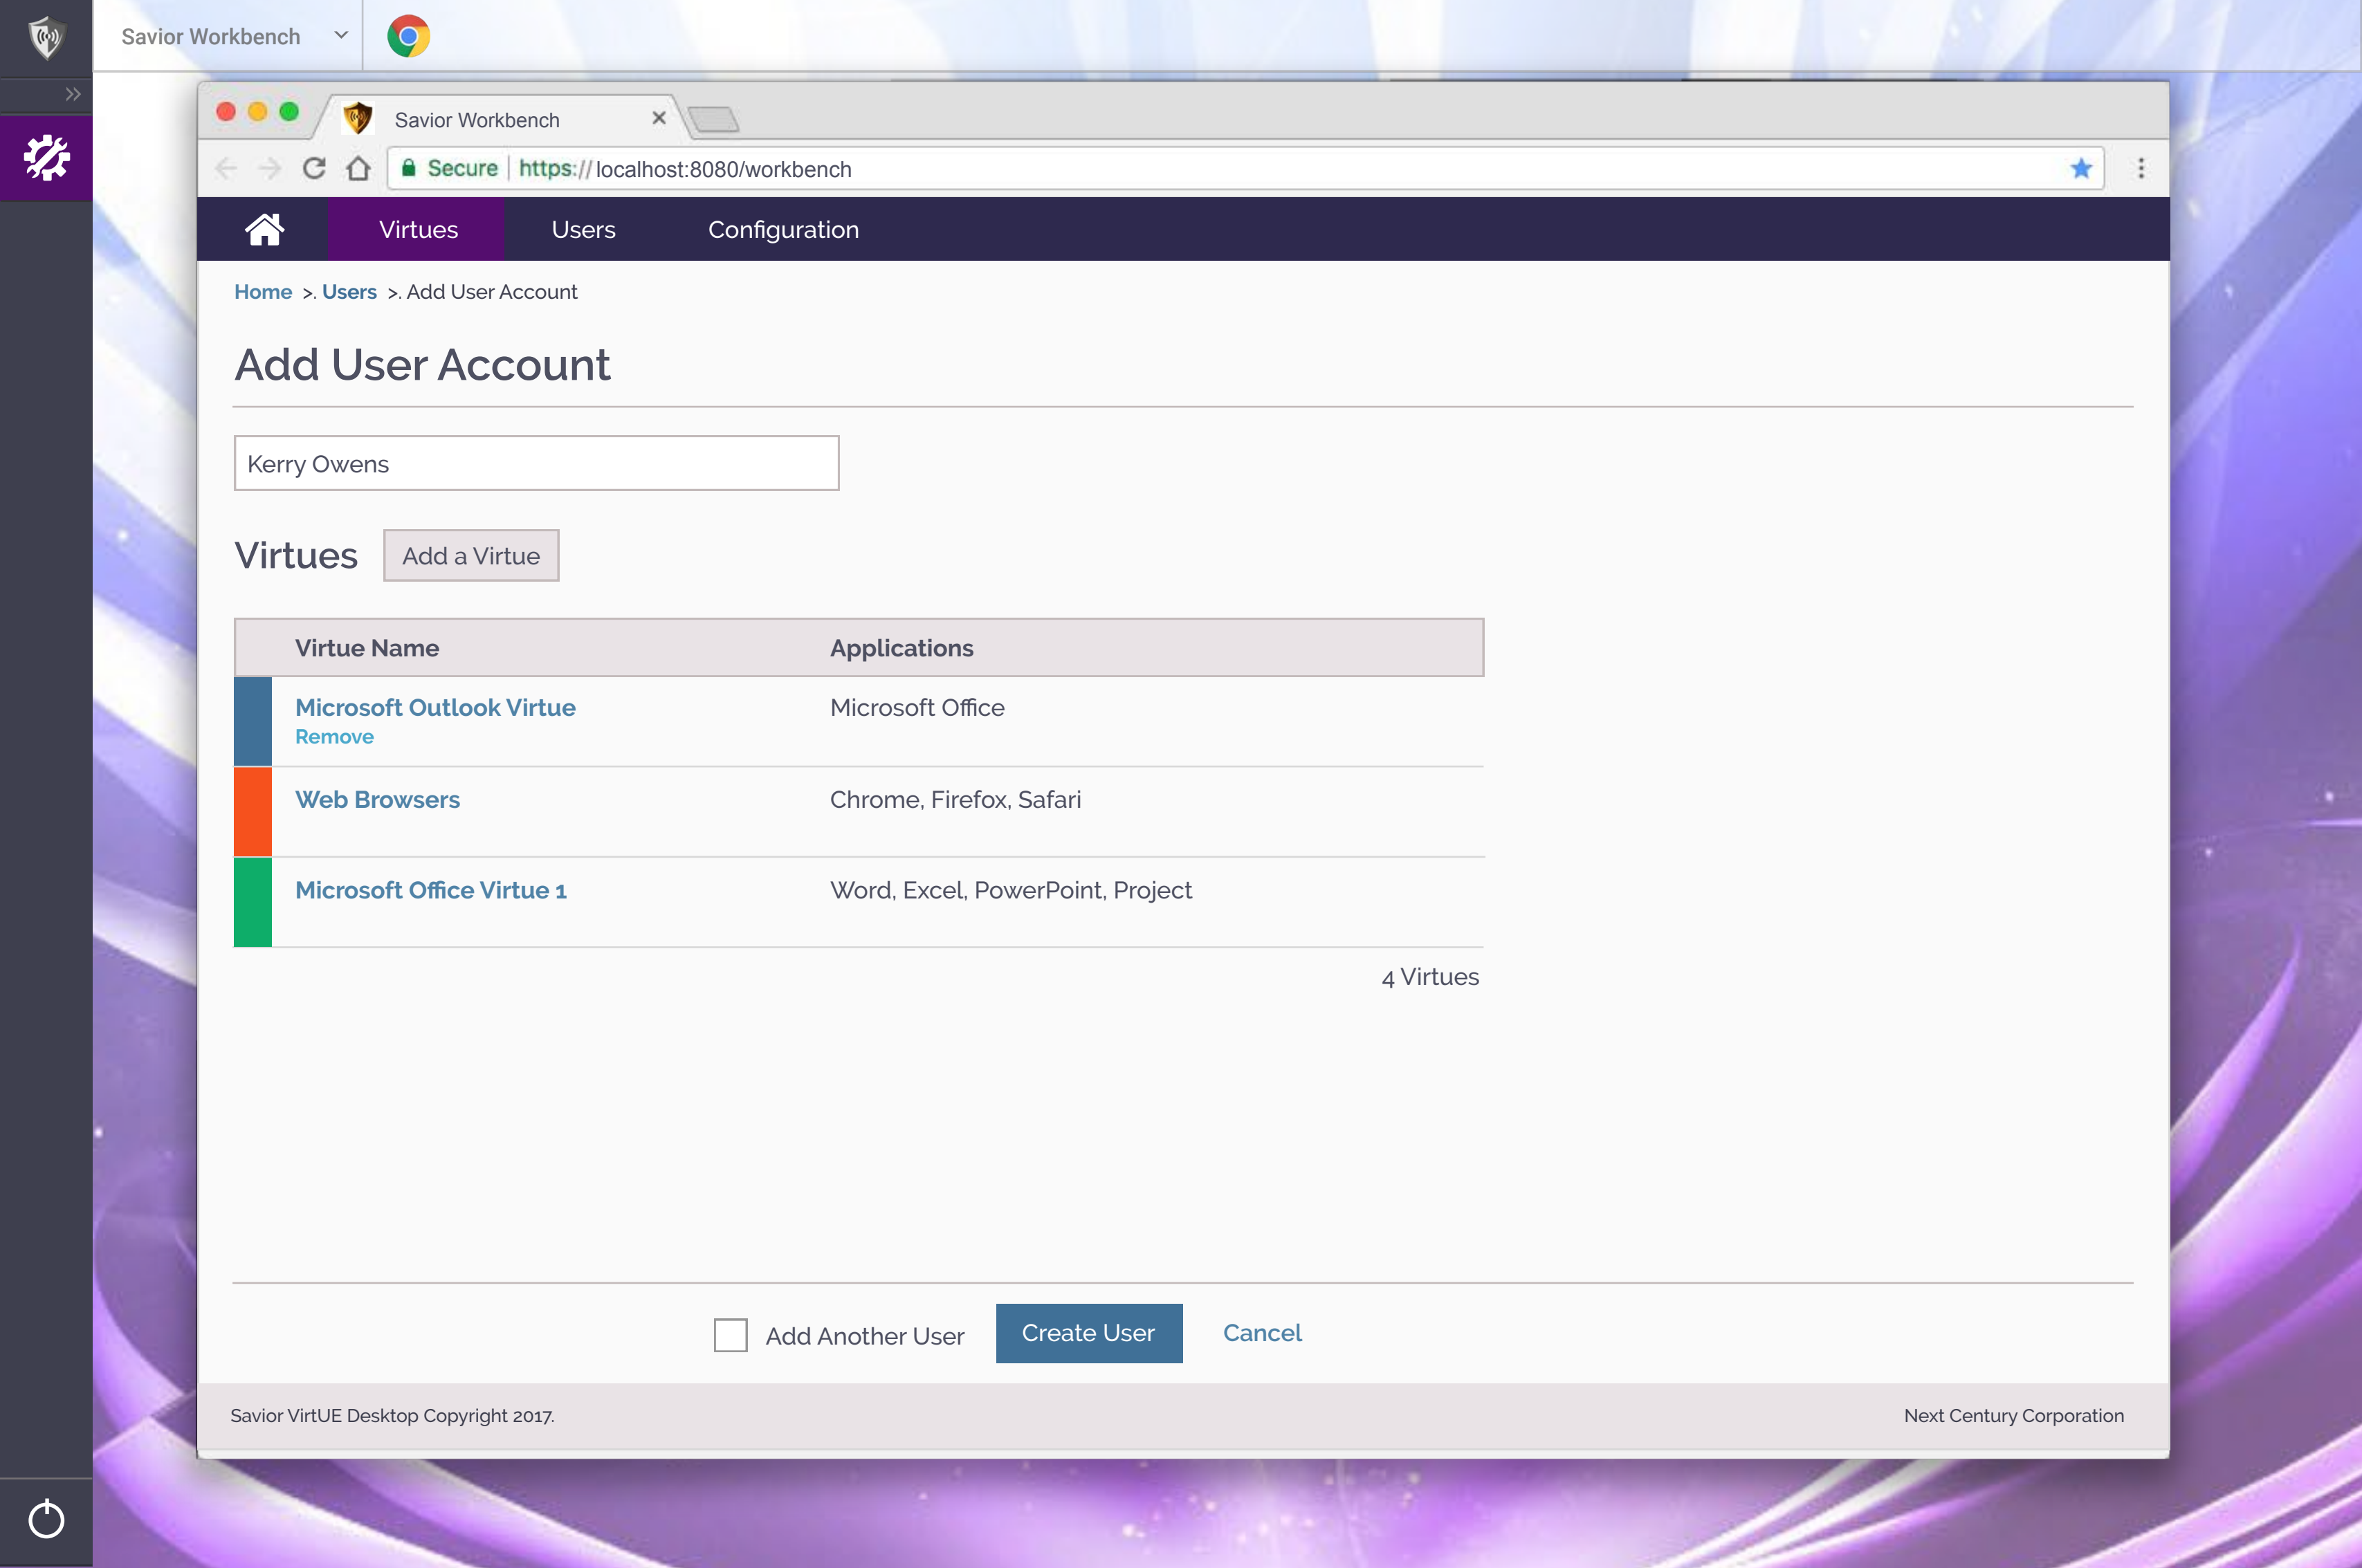 Savior Workbench
Savior Workbench
Secure https://localhost:8080/workbench
Virtues Users Configuration
Home >. Users >. Add User Account
Add User Account
Kerry Owens
Virtues Add a Virtue
Virtue Name Applications
Microsoft Outlook Virtue Microsoft Office
Remove
Web Browsers Chrome, Firefox, Safari
Microsoft Office Virtue 1 Word, Excel, PowerPoint, Project
4 Virtues
Add Another User Create User Cancel
Savior VirtUE Desktop Copyright 2017. Next Century Corporation